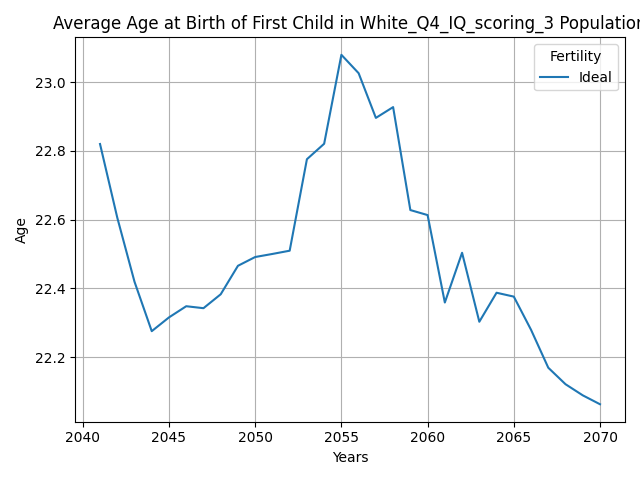 Average Age at Birth of First Child in White_Q4_IQ_scoring_3 Population
Fertility
Ideal
23.0
22.8
22.6
22.4
22.2
Age
2040 2045 2050 2055 2060 2065 2070
Years